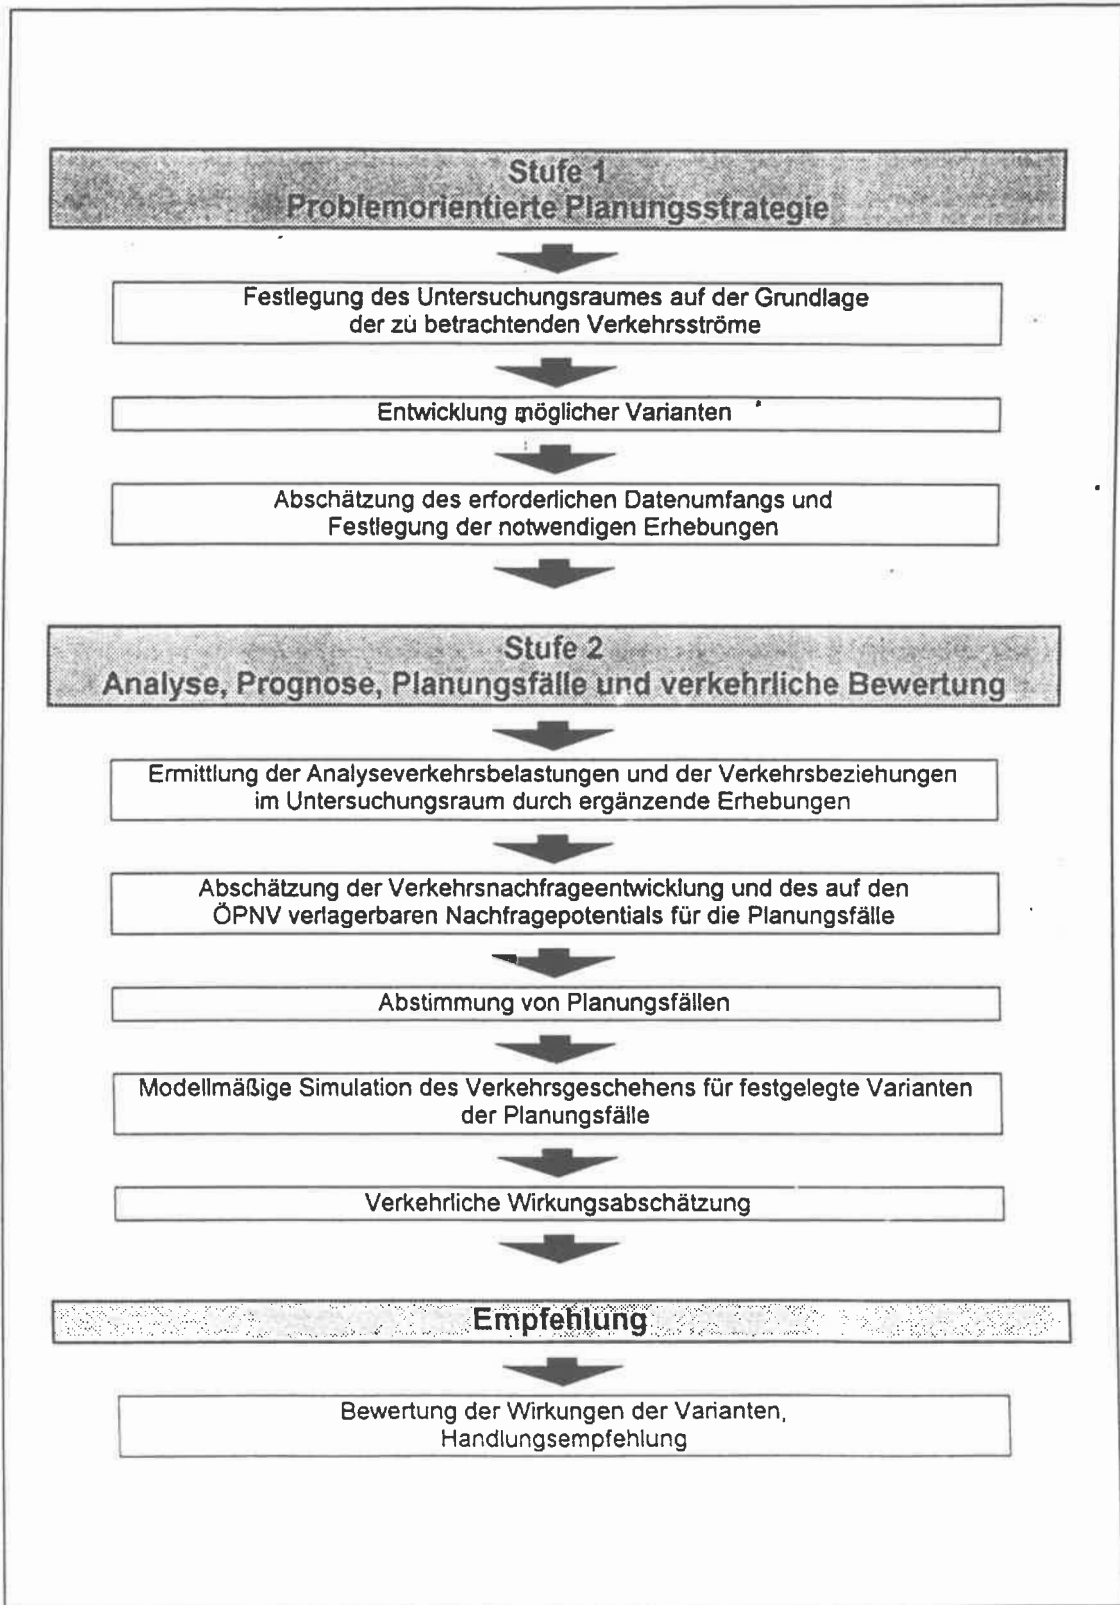 Stufe 1
Problemorientierte Planungsstrategie
Festlegung des Untersuchungsraumes auf der Grundlage
der zu betrachtenden Verkehrsströme
Entwicklung möglicher Varianten
Abschätzung des erforderlichen Datenumfangs und
Festlegung der notwendigen Erhebungen
Stufe 2
Analyse, Prognose, Planungsfälle und verkehrliche Bewertung
Ermittlung der Analyseverkehrsbelastungen und der Verkehrsbeziehungen
im Untersuchungsraum durch ergänzende Erhebungen
Abschätzung der Verkehrsnachfrageentwicklung und des auf den
ÖPNV verlagerbaren Nachfragepotentials für die Planungsfälle
Abstimmung von Planungsfällen
Modellmäßige Simulation des Verkehrsgeschehens für festgelegte Varianten
der Planungsfälle
Verkehrliche Wirkungsabschätzung
Empfehlung
Bewertung der Wirkungen der Varianten,
Handlungsempfehlung